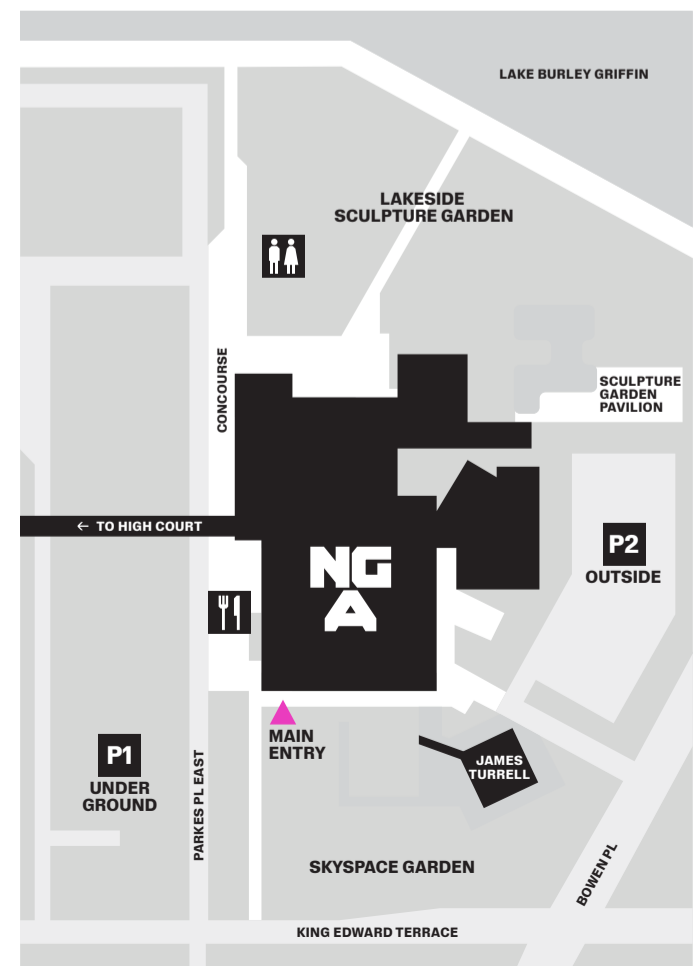 LAKE BURLEY GRIFFIN
LAKESIDE
SCULPTURE GARDEN
CONCOURSE
SCULPTURE
GARDEN
PAVILION
← TO HIGH COURT
NG
A
P2
OUTSIDE
MAIN
ENTRY
P1
UNDER
GROUND
PARKES PL EAST
JAMES
TURRELL
SKYSPACE GARDEN
BOWEN PL
KING EDWARD TERRACE